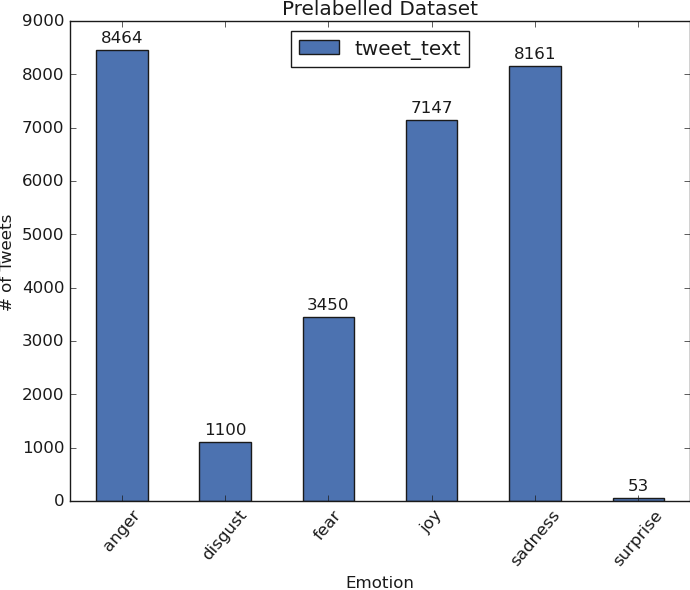 Prelabelled Dataset
tweet_text
9000
8000
7000
6000
5000
4000
3000
2000
1000
0
# of Tweets
8464
1100
3450
7147
8161
53
anger
disgust
fear
joy
sadness
surprise
Emotion